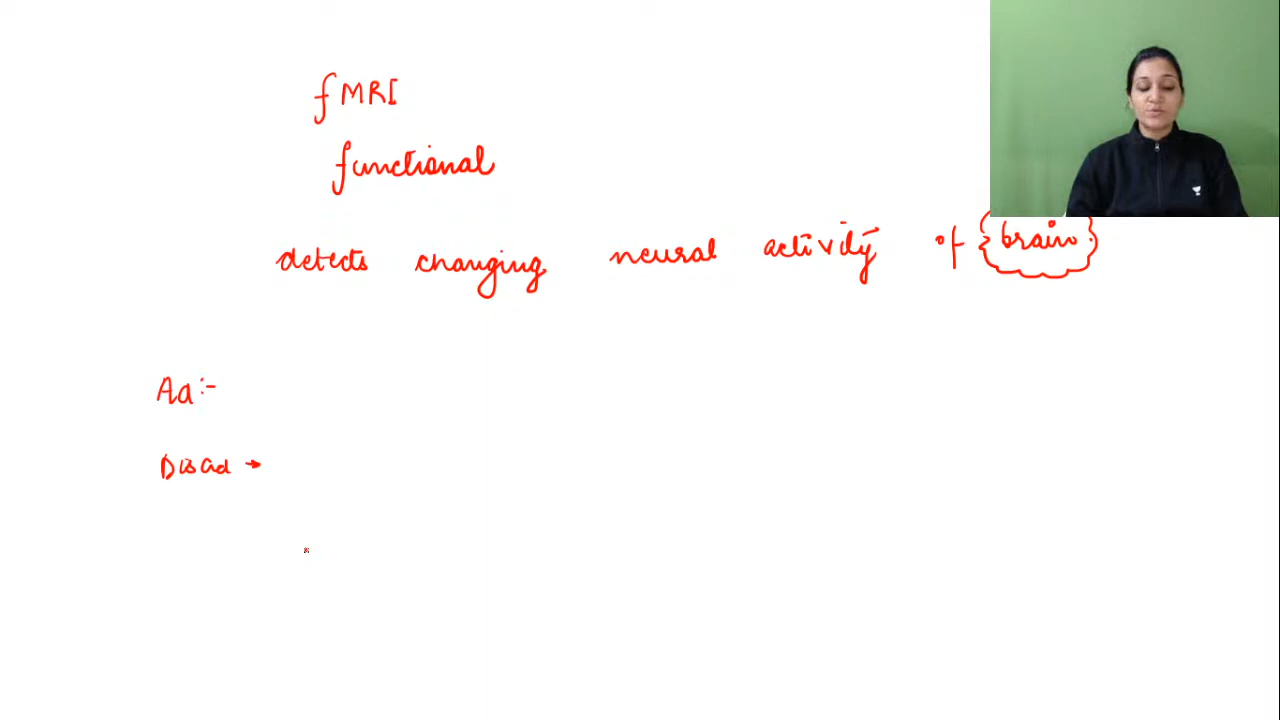 fMRI
functional
detects changing neural activity of brain
Aa:-
Disad →